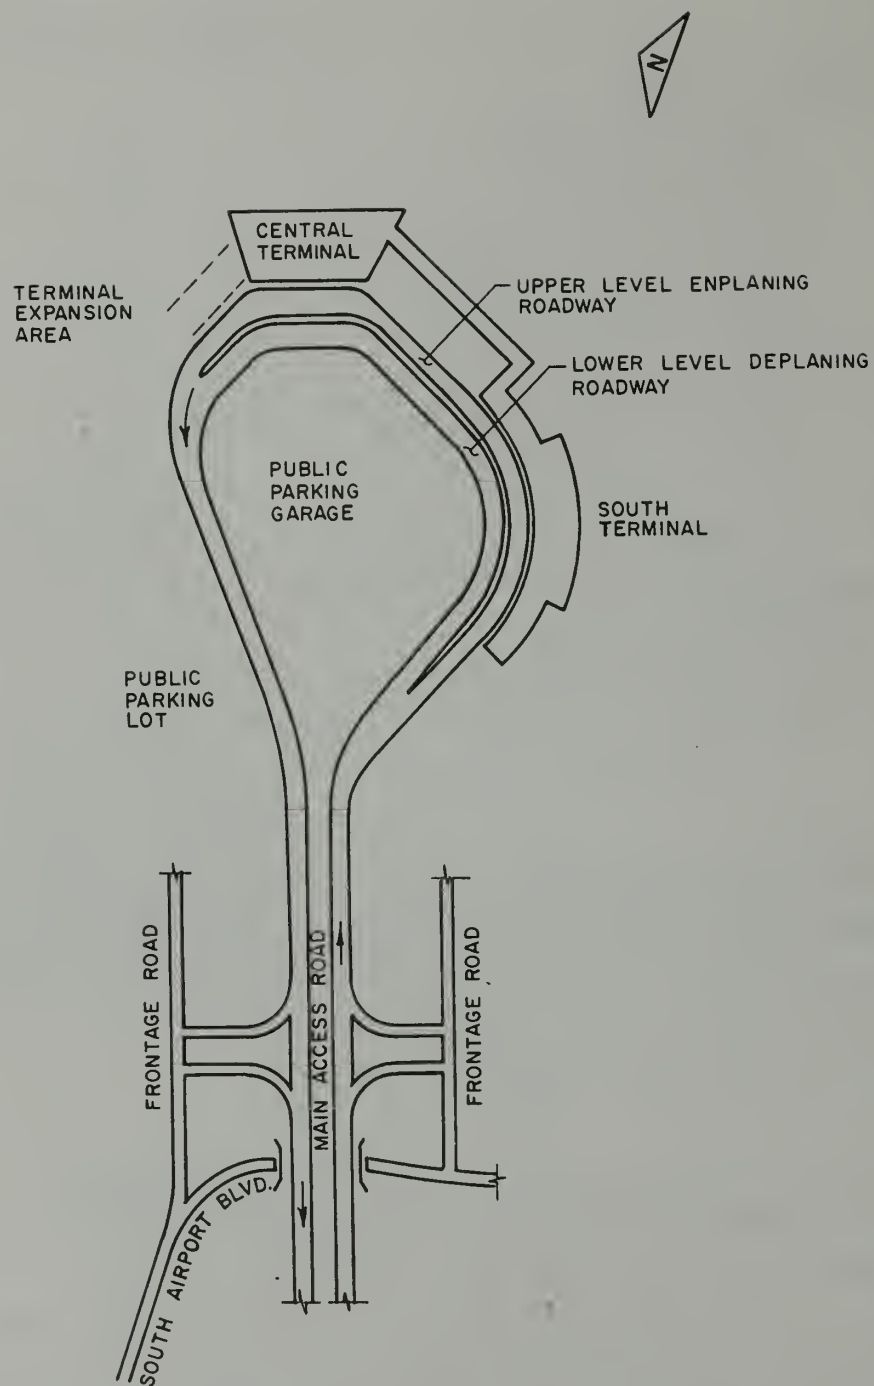 N
CENTRAL
TERMINAL
TERMINAL
EXPANSION
AREA
UPPER LEVEL ENPLANING
ROADWAY
LOWER LEVEL DEPLANING
ROADWAY
PUBLIC
PARKING
GARAGE
SOUTH
TERMINAL
PUBLIC
PARKING
LOT
FRONTAGE ROAD
MAIN ACCESS ROAD
FRONTAGE ROAD
SOUTH AIRPORT BLVD.